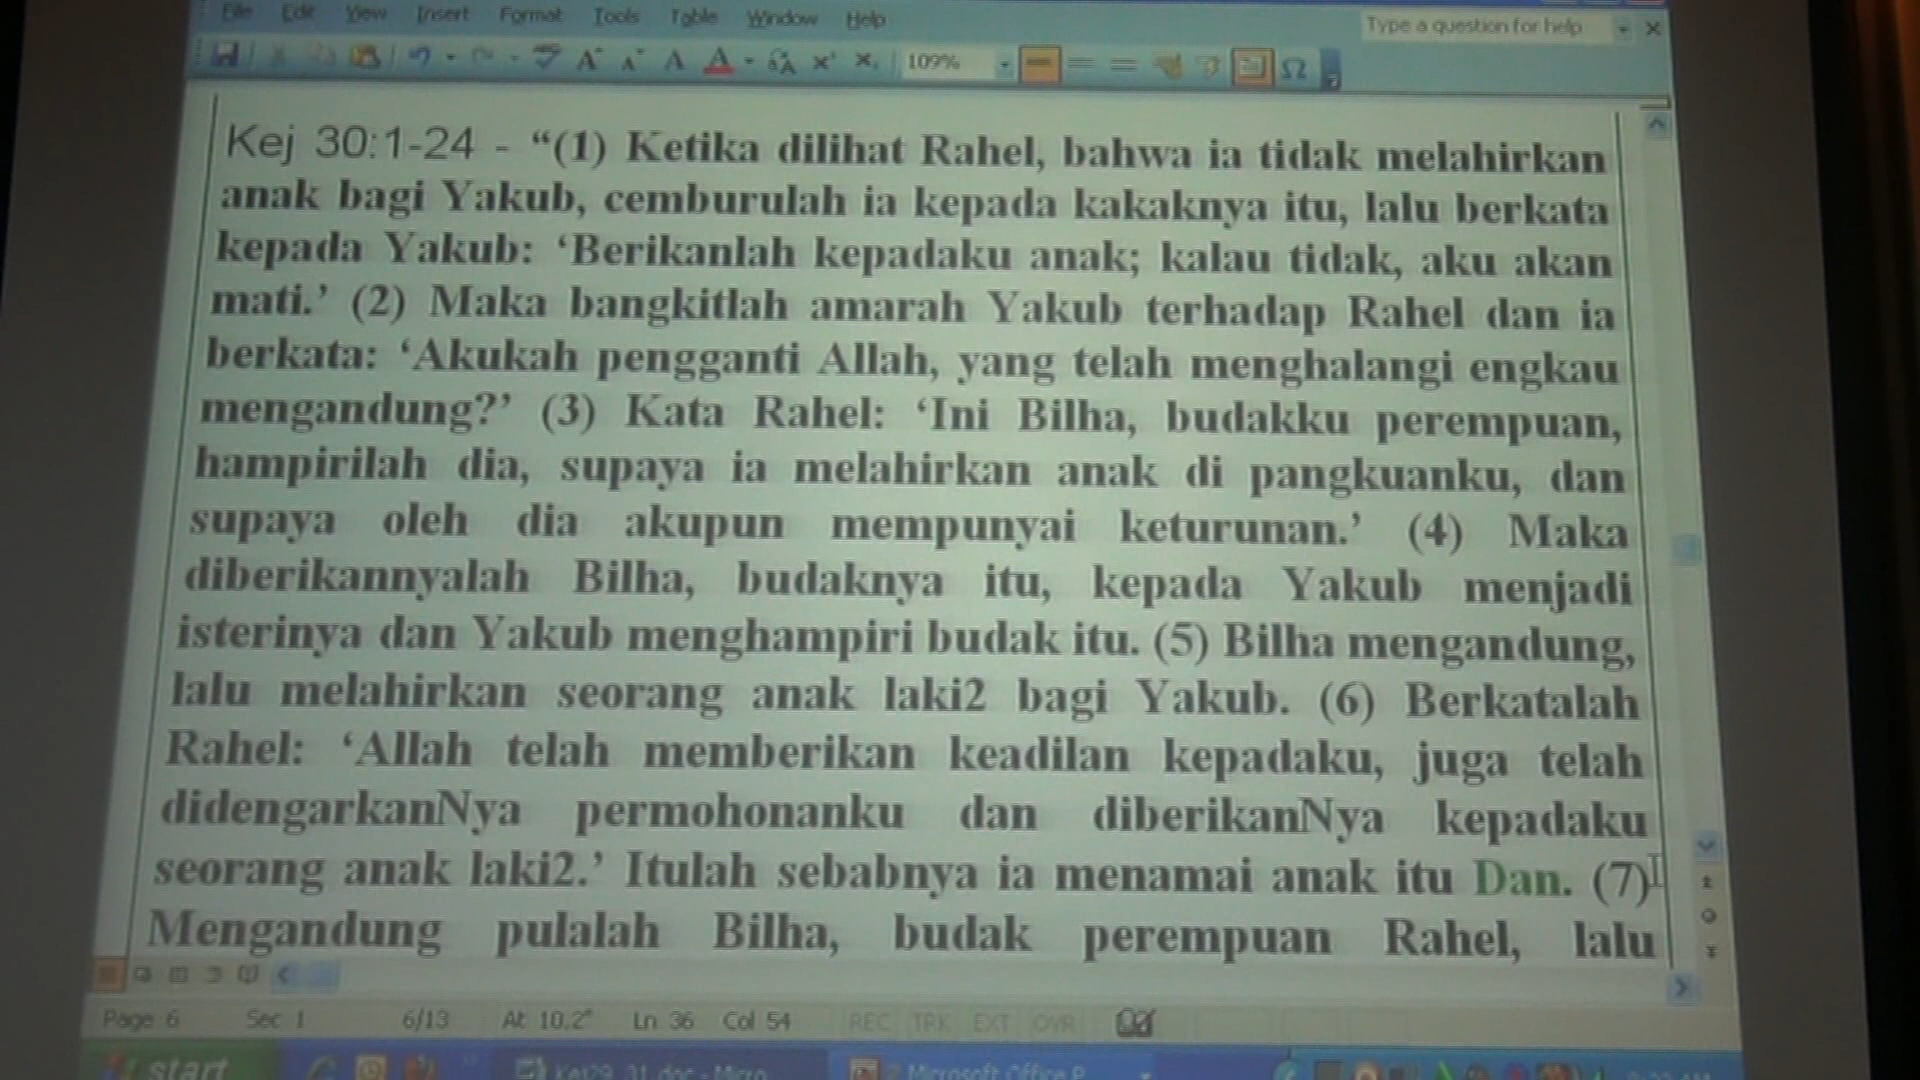 File Edit View Insert Format Tools Table Window Help
Type a question for help
109%
Kej 30:1-24 - “(1) Ketika dilihat Rahel, bahwa ia tidak melahirkan
anak bagi Yakub, cemburulah ia kepada kakaknya itu, lalu berkata
kepada Yakub: ‘Berikanlah kepadaku anak; kalau tidak, aku akan
mati.’ (2) Maka bangkitlah amarah Yakub terhadap Rahel dan ia
berkata: ‘Akukah pengganti Allah, yang telah menghalangi engkau
mengandung?’ (3) Kata Rahel: ‘Ini Bilha, budakku perempuan,
hampirilah dia, supaya ia melahirkan anak di pangkuanku, dan
supaya oleh dia akupun mempunyai keturunan.’ (4) Maka
diberikannyalah Bilha, budaknya itu, kepada Yakub menjadi
isterinya dan Yakub menghampiri budak itu. (5) Bilha mengandung,
lalu melahirkan seorang anak laki2 bagi Yakub. (6) Berkatalah
Rahel: ‘Allah telah memberikan keadilan kepadaku, juga telah
didengarkanNya permohonanku dan diberikanNya kepadaku
seorang anak laki2.’ Itulah sebabnya ia menamai anak itu Dan. (7)
Mengandung pulalah Bilha, budak perempuan Rahel, lalu
Page 6 Sec 1 6/13 At 10.2" Ln 36 Col 54 REC TRK EXT OVR
start Kej29_31.doc - Micro... 2 Microsoft Office P...